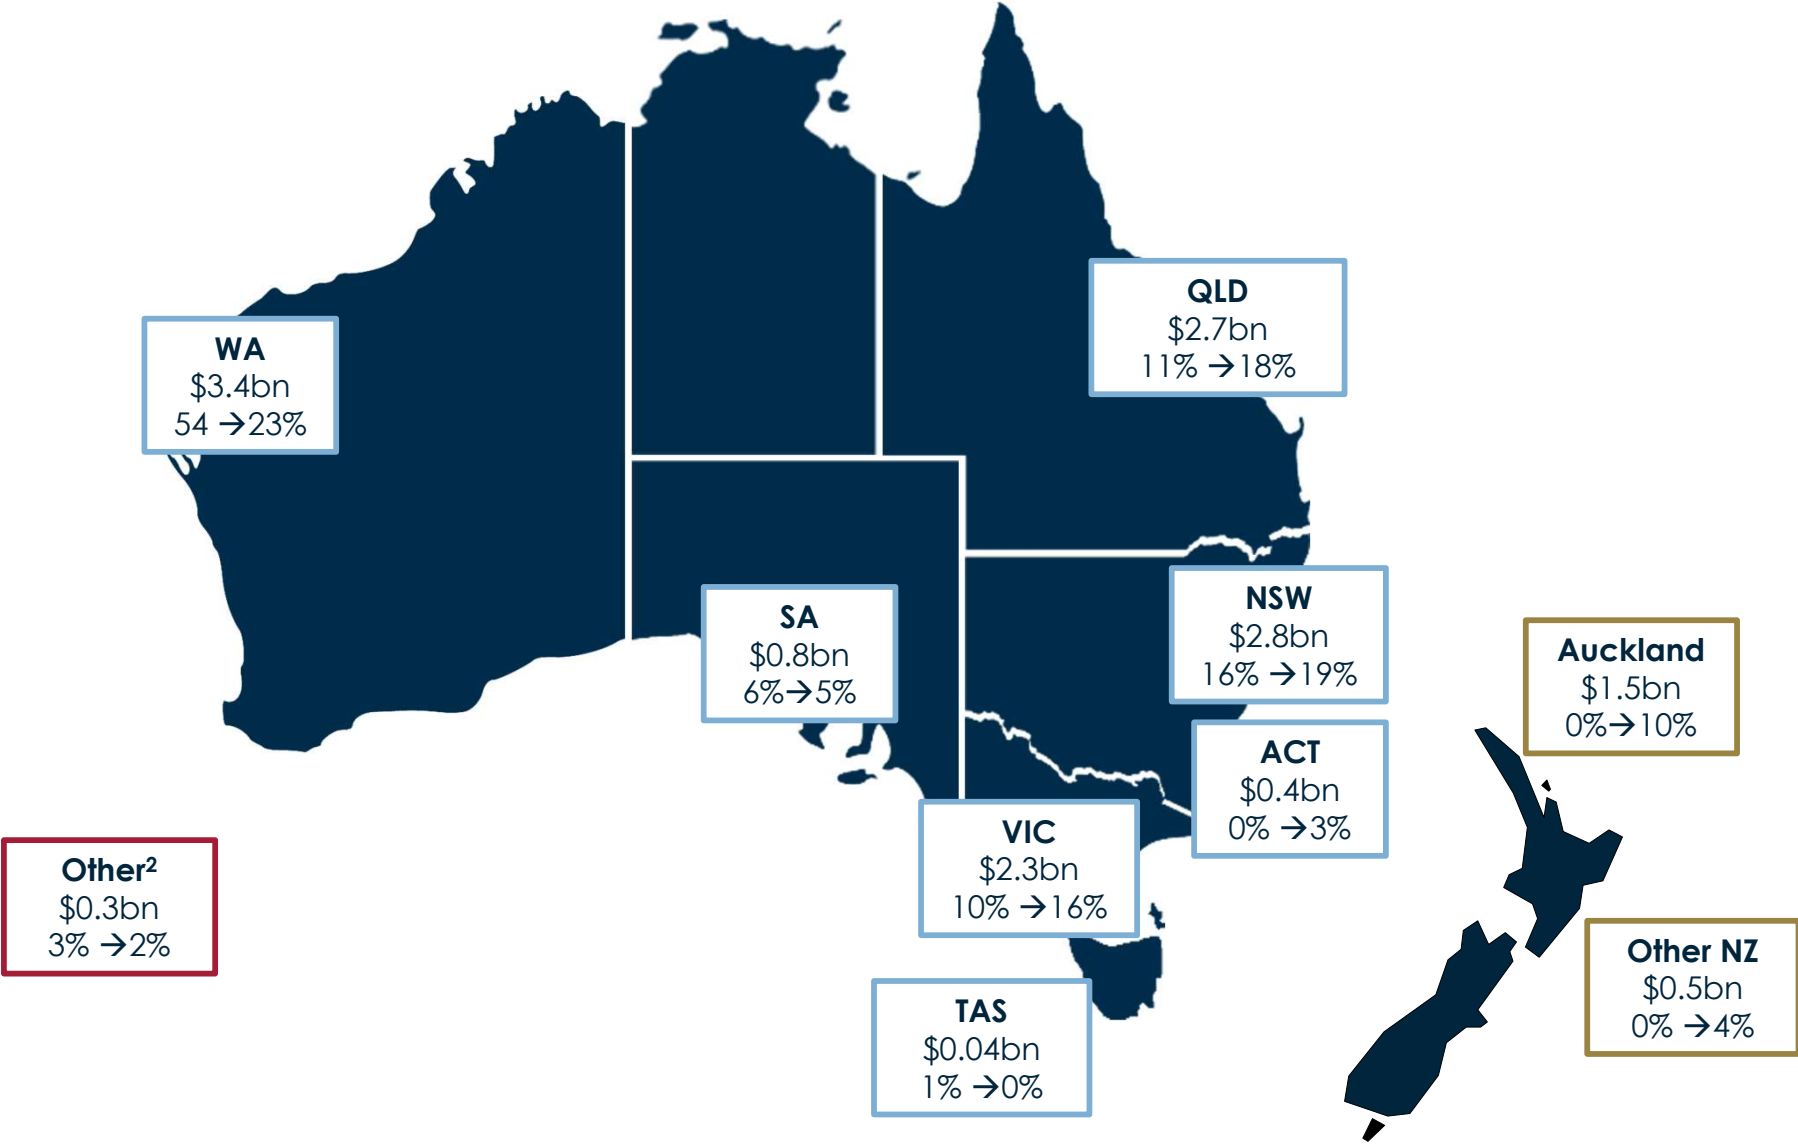 QLD
$2.7bn
11% →18%
WA
$3.4bn
54 →23%
NSW
$2.8bn
16% →19%
SA
$0.8bn
6%→5%
Auckland
$1.5bn
0%→10%
ACT
$0.4bn
0% →3%
VIC
$2.3bn
10% →16%
Other²
$0.3bn
3% →2%
Other NZ
$0.5bn
0% →4%
TAS
$0.04bn
1% →0%